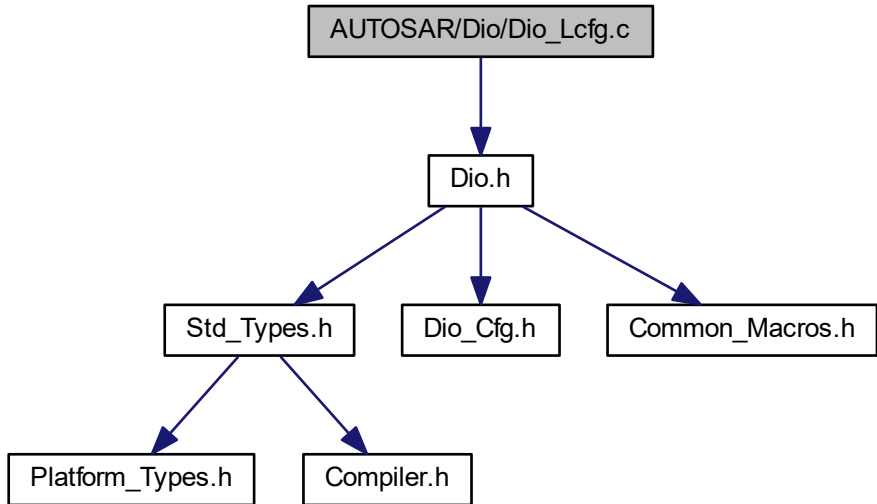 AUTOSAR/Dio/Dio_Lcfg.c
Dio.h
Std_Types.h
Dio_Cfg.h
Common_Macros.h
Platform_Types.h
Compiler.h